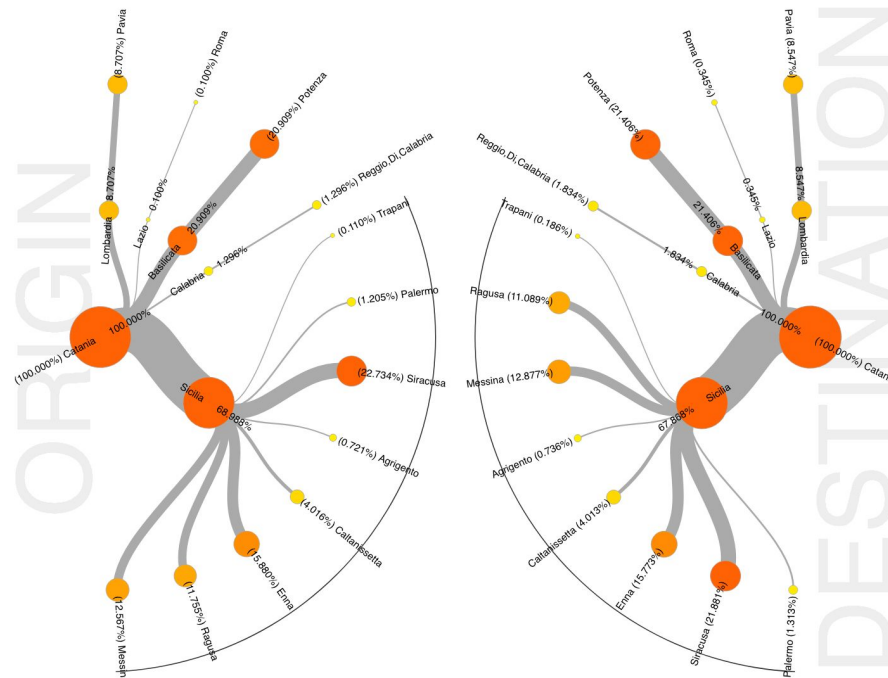 ORIGIN
(8.707%) Pavia
8.707%
Lombardia
(0.100%) Roma
0.100%
Lazio
(20.909%) Potenza
20.909%
Basilicata
(1.296%) Reggio,Di,Calabria
1.296%
Calabria
(100.000%) Catania
100.000%
Sicilia
68.988%
(0.110%) Trapani
(1.205%) Palermo
(22.734%) Siracusa
(0.721%) Agrigento
(4.016%) Caltanissetta
(15.880%) Enna
(11.755%) Ragusa
(12.567%) Messin
DESTINATION
Pavia (8.547%)
8.547%
Lombardia
Roma (0.345%)
0.345%
Lazio
Potenza (21.406%)
21.406%
Basilicata
Reggio,Di,Calabria (1.834%)
1.834%
Calabria
(100.000%) Catan
100.000%
Sicilia
67.868%
Trapani (0.186%)
Ragusa (11.089%)
Messina (12.877%)
Agrigento (0.736%)
Caltanissetta (4.013%)
Enna (15.773%)
Siracusa (21.881%)
Palermo (1.313%)